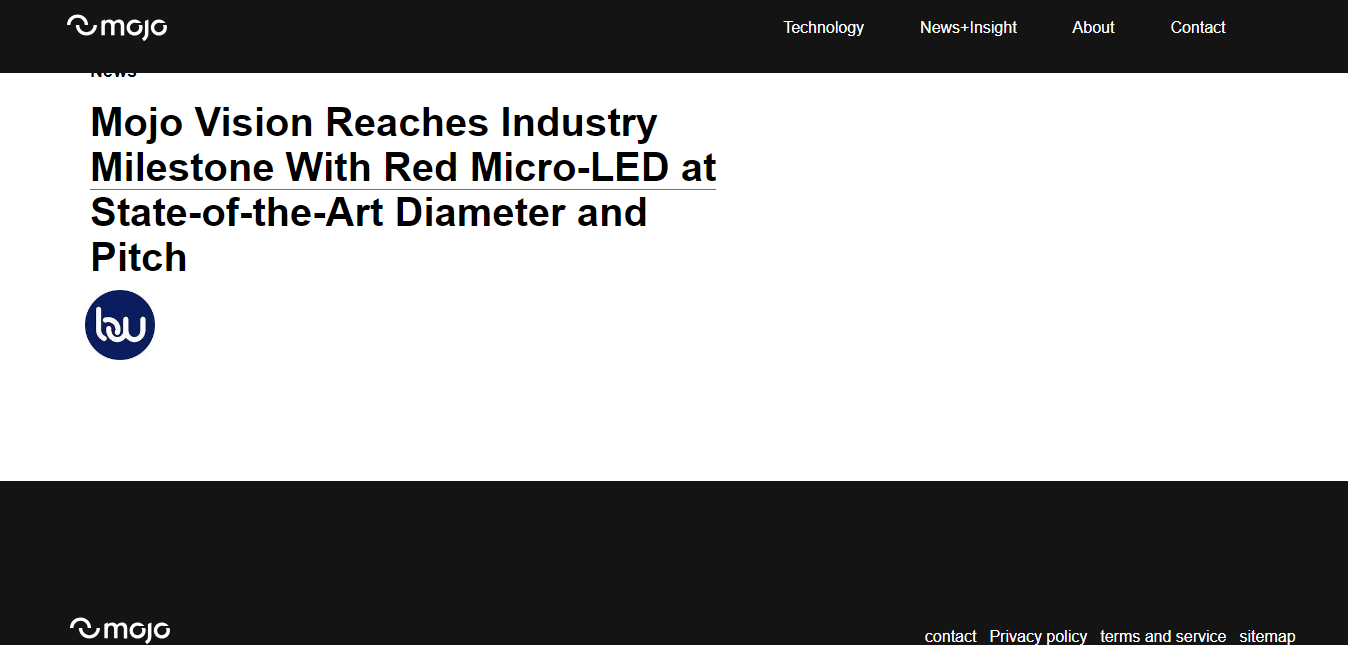 mojo
Technology News+Insight About Contact
News
Mojo Vision Reaches Industry
Milestone With Red Micro-LED at
State-of-the-Art Diameter and
Pitch
bw
mojo
contact Privacy policy terms and service sitemap